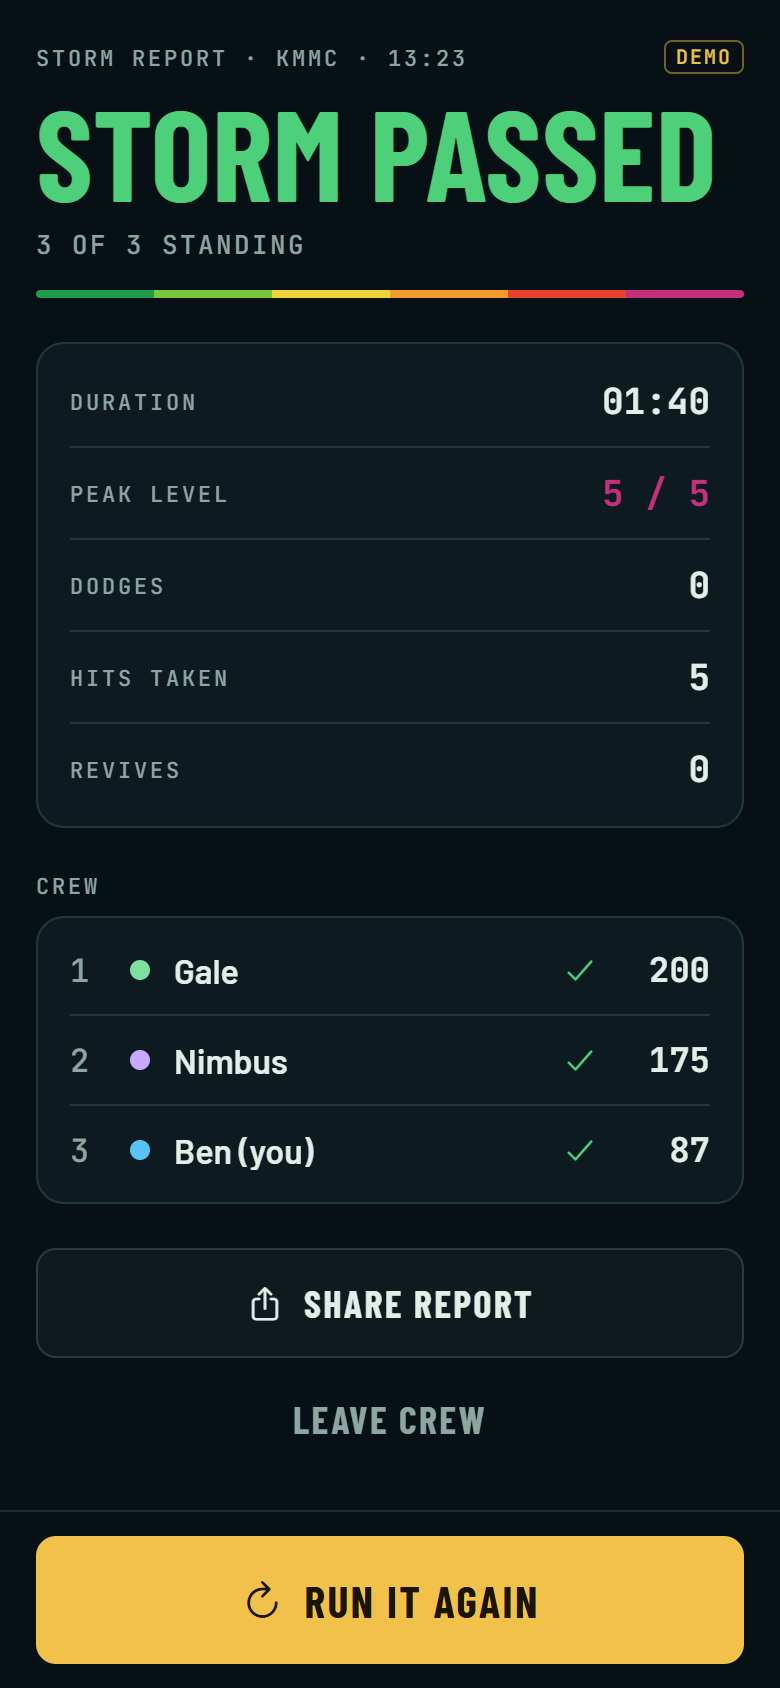 STORM REPORT · KMMC · 13:23 DEMO
STORM PASSED
3 OF 3 STANDING
DURATION 01:40
PEAK LEVEL 5 / 5
DODGES 0
HITS TAKEN 5
REVIVES 0
CREW
1 Gale ✓ 200
2 Nimbus ✓ 175
3 Ben (you) ✓ 87
SHARE REPORT
LEAVE CREW
RUN IT AGAIN